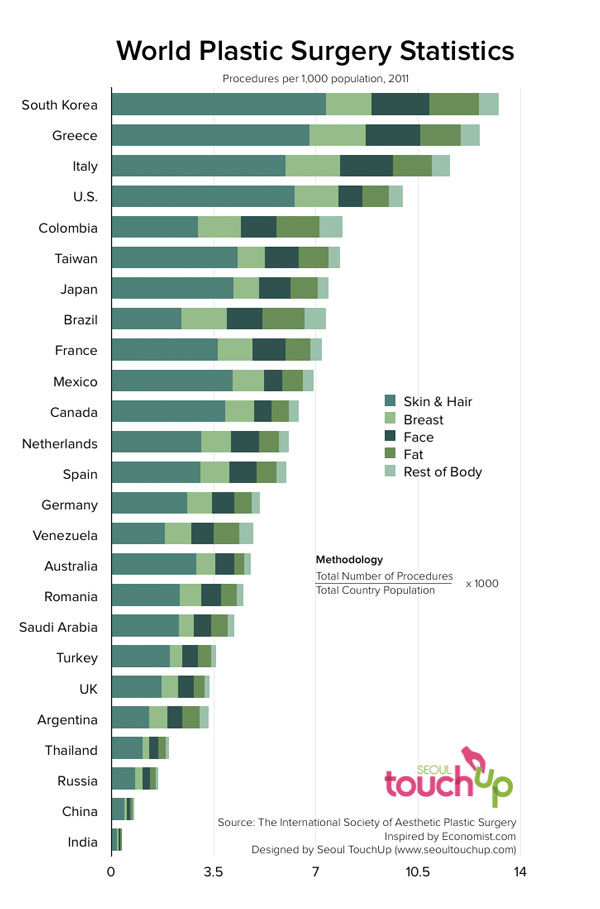 World Plastic Surgery Statistics
Procedures per 1,000 population, 2011
South Korea
Greece
Italy
U.S.
Colombia
Taiwan
Japan
Brazil
France
Mexico
Canada
Netherlands
Spain
Germany
Venezuela
Australia
Romania
Saudi Arabia
Turkey
UK
Argentina
Thailand
Russia
China
India
Skin & Hair
Breast
Face
Fat
Rest of Body
Methodology
Total Number of Procedures
Total Country Population
x 1000
SEOUL
touchUp
Source: The International Society of Aesthetic Plastic Surgery
Inspired by Economist.com
Designed by Seoul TouchUp (www.seoultouchup.com)
0 3.5 7 10.5 14